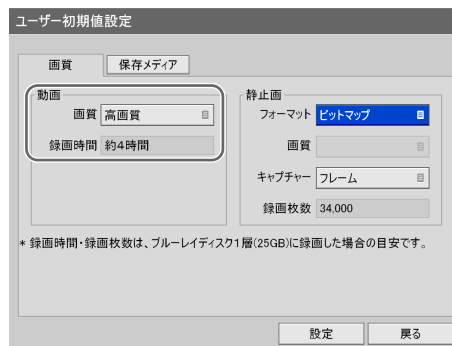 ユーザー初期値設定
画質 保存メディア
動画
画質 高画質
録画時間 約4時間
静止画
フォーマット ビットマップ
画質
キャプチャー フレーム
録画枚数 34,000
* 録画時間・録画枚数は、ブルーレイディスク1層(25GB)に録画した場合の目安です。
設定 戻る